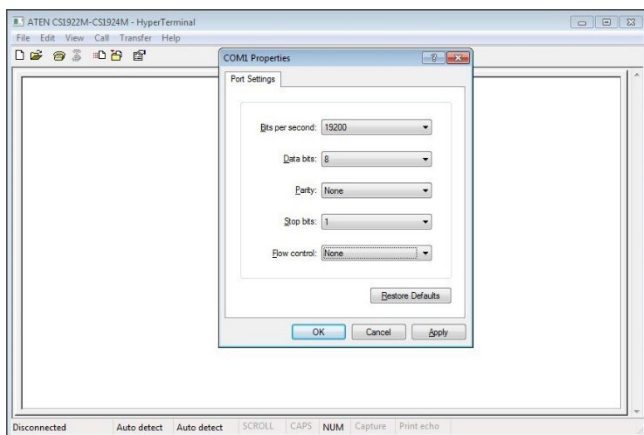 ATEN CS1922M-CS1924M - HyperTerminal
File Edit View Call Transfer Help
COM1 Properties
Port Settings
Bits per second: 19200
Data bits: 8
Parity: None
Stop bits: 1
Flow control: None
Restore Defaults
OK Cancel Apply
Disconnected Auto detect Auto detect SCROLL CAPS NUM Capture Print echo